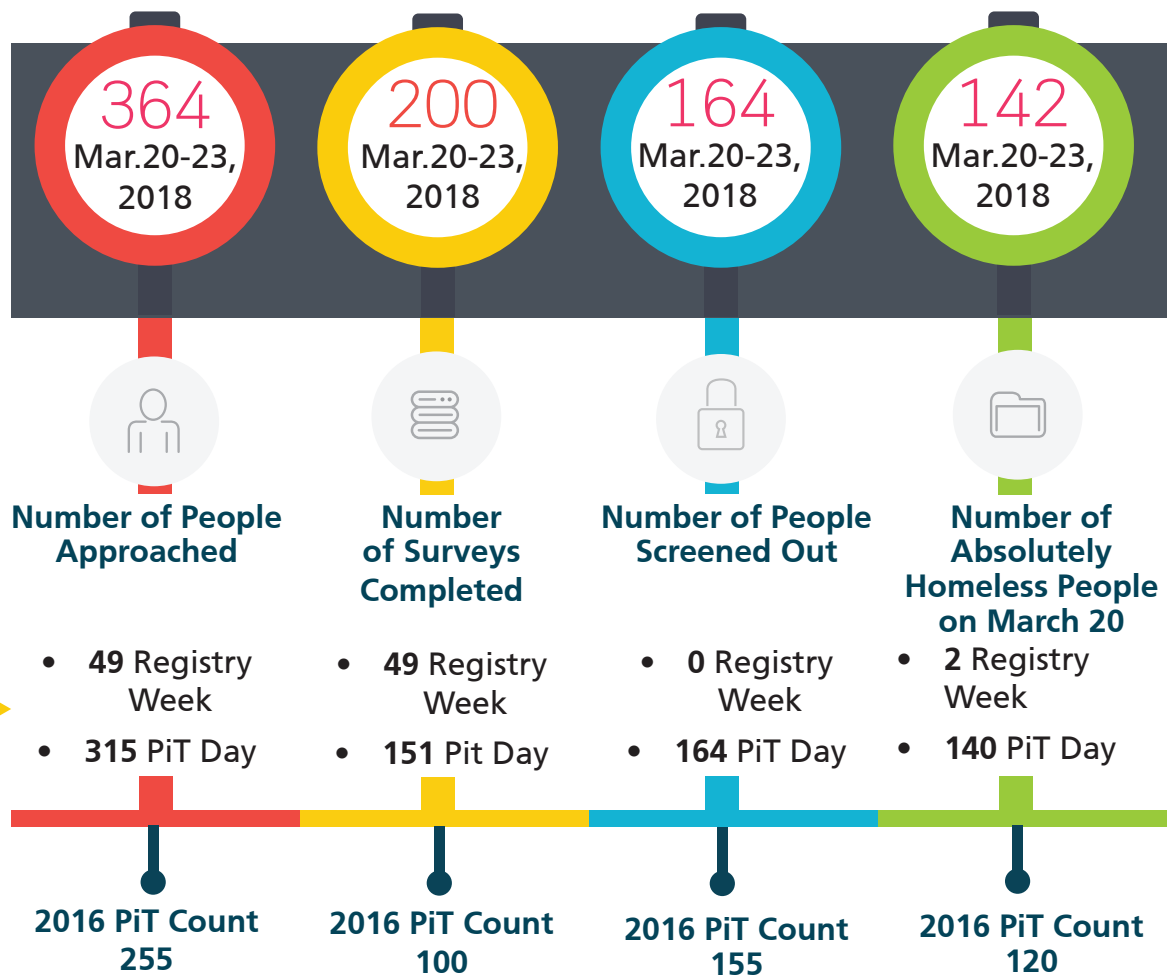 364
Mar.20-23,
2018
200
Mar.20-23,
2018
164
Mar.20-23,
2018
142
Mar.20-23,
2018
Number of People
Approached
Number
of Surveys
Completed
Number of People
Screened Out
Number of
Absolutely
Homeless People
on March 20
• 49 Registry
Week
• 315 PiT Day
• 49 Registry
Week
• 151 Pit Day
• 0 Registry
Week
• 164 PiT Day
• 2 Registry
Week
• 140 PiT Day
2016 PiT Count
255
2016 PiT Count
100
2016 PiT Count
155
2016 PiT Count
120